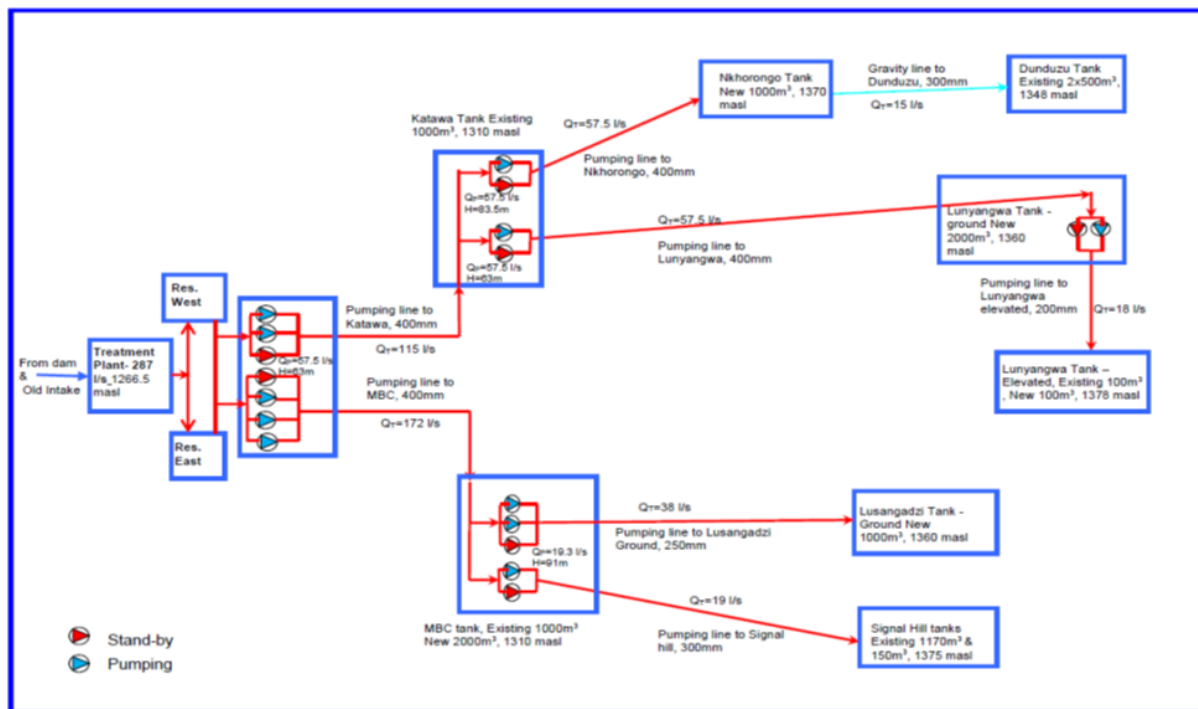 Nkhorongo Tank
New 1000m³, 1370
masl
Gravity line to
Dunduzu, 300mm
QT=15 l/s
Dunduzu Tank
Existing 2x500m³,
1348 masl
Katawa Tank Existing
1000m³, 1310 masl
QT=57.5 l/s
Pumping line to
Nkhorongo, 400mm
QP=57.5 l/s
H=83.5m
QT=57.5 l/s
Pumping line to
Lunyangwa, 400mm
QP=57.5 l/s
H=63m
Lunyangwa Tank -
ground New
2000m³, 1360
masl
Pumping line to
Lunyangwa
elevated, 200mm
QT=18 l/s
Lunyangwa Tank –
Elevated, Existing 100m³
, New 100m³, 1378 masl
Res.
West
Pumping line to
Katawa, 400mm
QT=115 l/s
QP=57.5 l/s
H=63m
From dam
&
Old Intake
Treatment
Plant- 287
l/s_1266.5
masl
Pumping line to
MBC, 400mm
QT=172 l/s
Res.
East
QT=38 l/s
Pumping line to Lusangadzi
Ground, 250mm
QP=19.3 l/s
H=91m
Lusangadzi Tank -
Ground New
1000m³, 1360 masl
QT=19 l/s
Pumping line to Signal
hill, 300mm
Signal Hill tanks
Existing 1170m³ &
150m³, 1375 masl
MBC tank, Existing 1000m³
New 2000m³, 1310 masl
Stand-by
Pumping